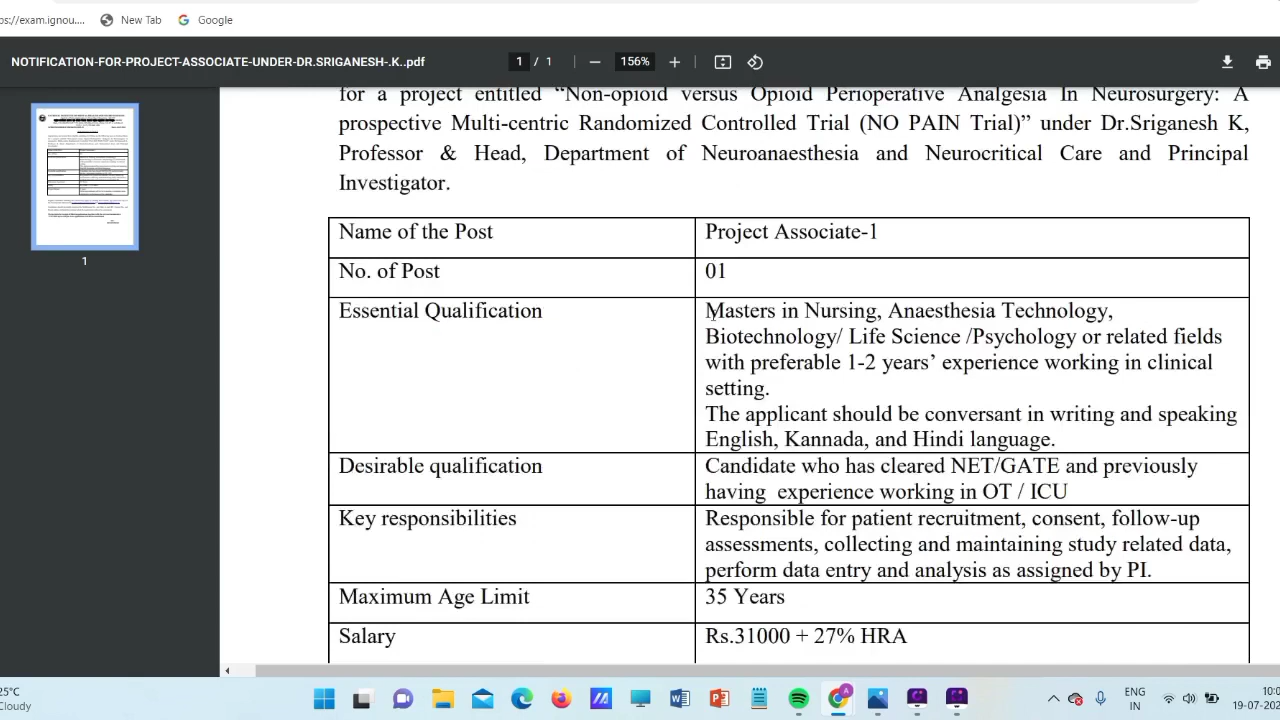 ps://exam.ignou.... New Tab Google
NOTIFICATION-FOR-PROJECT-ASSOCIATE-UNDER-DR.SRIGANESH-.K..pdf 1 / 1 156%
1
for a project entitled “Non-opioid versus Opioid Perioperative Analgesia In Neurosurgery: A
prospective Multi-centric Randomized Controlled Trial (NO PAIN Trial)” under Dr.Sriganesh K,
Professor & Head, Department of Neuroanaesthesia and Neurocritical Care and Principal
Investigator.
Name of the Post Project Associate-1
No. of Post 01
Essential Qualification Masters in Nursing, Anaesthesia Technology,
Biotechnology/ Life Science /Psychology or related fields
with preferable 1-2 years’ experience working in clinical
setting.
The applicant should be conversant in writing and speaking
English, Kannada, and Hindi language.
Desirable qualification Candidate who has cleared NET/GATE and previously
having experience working in OT / ICU
Key responsibilities Responsible for patient recruitment, consent, follow-up
assessments, collecting and maintaining study related data,
perform data entry and analysis as assigned by PI.
Maximum Age Limit 35 Years
Salary Rs.31000 + 27% HRA
25°C ENG 10:0
Cloudy IN 19-07-202